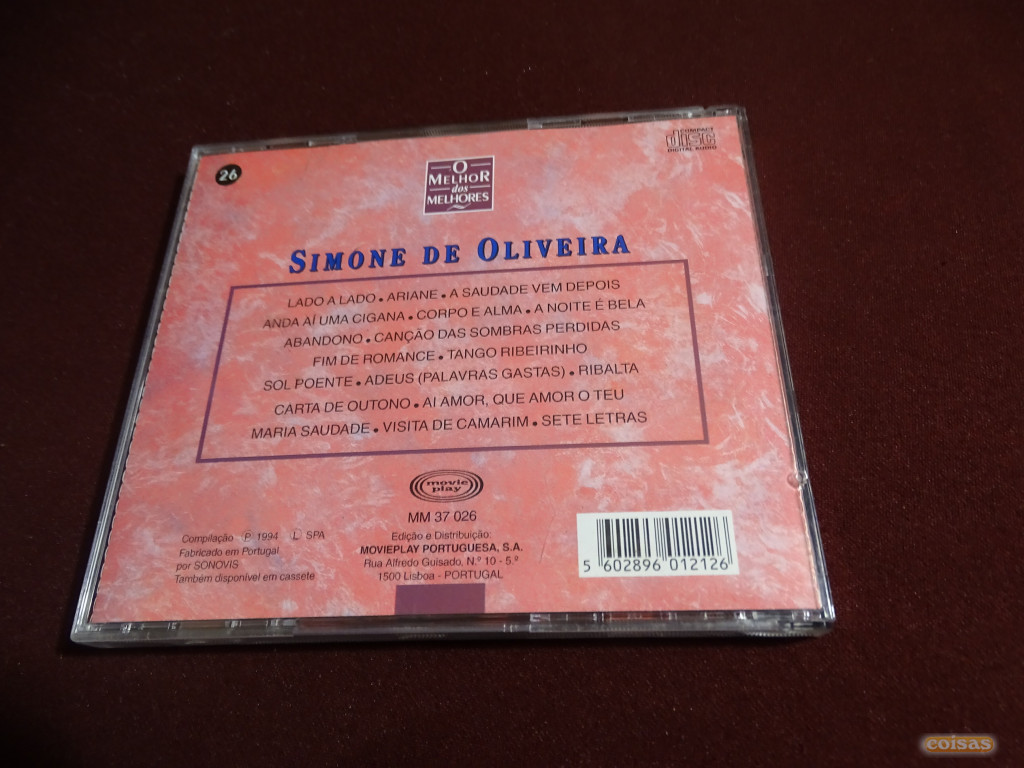 26
O
MELHOR
dos
MELHORES
COMPACT
disc
DIGITAL AUDIO
SIMONE DE OLIVEIRA
LADO A LADO • ARIANE • A SAUDADE VEM DEPOIS
ANDA AÍ UMA CIGANA • CORPO E ALMA • A NOITE É BELA
ABANDONO • CANÇÃO DAS SOMBRAS PERDIDAS
FIM DE ROMANCE • TANGO RIBEIRINHO
SOL POENTE • ADEUS (PALAVRAS GASTAS) • RIBALTA
CARTA DE OUTONO • AI AMOR, QUE AMOR O TEU
MARIA SAUDADE • VISITA DE CAMARIM • SETE LETRAS
movie
play
MM 37 026
Compilação ℗ 1994 Ⓛ SPA
Fabricado em Portugal
por SONOVIS
Também disponível em cassete
Edição e Distribuição:
MOVIEPLAY PORTUGUESA, S.A.
Rua Alfredo Guisado, N.º 10 - 5.º
1500 Lisboa - PORTUGAL
5 602896 012126
coisas